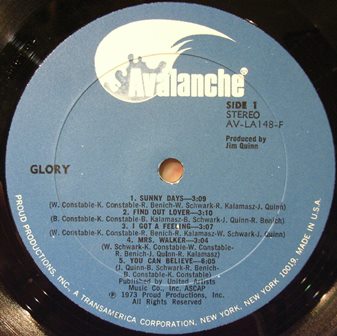 Avalanche®
SIDE 1
STEREO
AV-LA148-F
Produced by
Jim Quinn
GLORY
1. SUNNY DAYS—3:09
(W. Constable-K. Constable-R. Benich-W. Schwark-R. Kalamasz-J. Quinn)
2. FIND OUT LOVER—3:10
(B. Constable-K. Constable-B. Kalamasz-B. Schwark-J. Quinn-R. Benich)
3. I GOT A FEELING—3:07
(W. Constable-K. Constable-R. Benich-W. Schwark-R. Kalamasz-J. Quinn)
4. MRS. WALKER—3:04
(W. Schwark-K. Constable-W. Constable-
R. Benich-J. Quinn-R. Kalamasz)
5. YOU CAN BELIEVE—6:05
(J. Quinn-B. Schwark-R. Benich-
B. Constable-K. Constable)
Published by United Artists
Music Co., Inc. ASCAP
℗ 1973 Proud Productions, Inc.
All Rights Reserved
PROUD PRODUCTIONS, INC., A TRANSAMERICA CORPORATION, NEW YORK, NEW YORK 10019. MADE IN U.S.A.